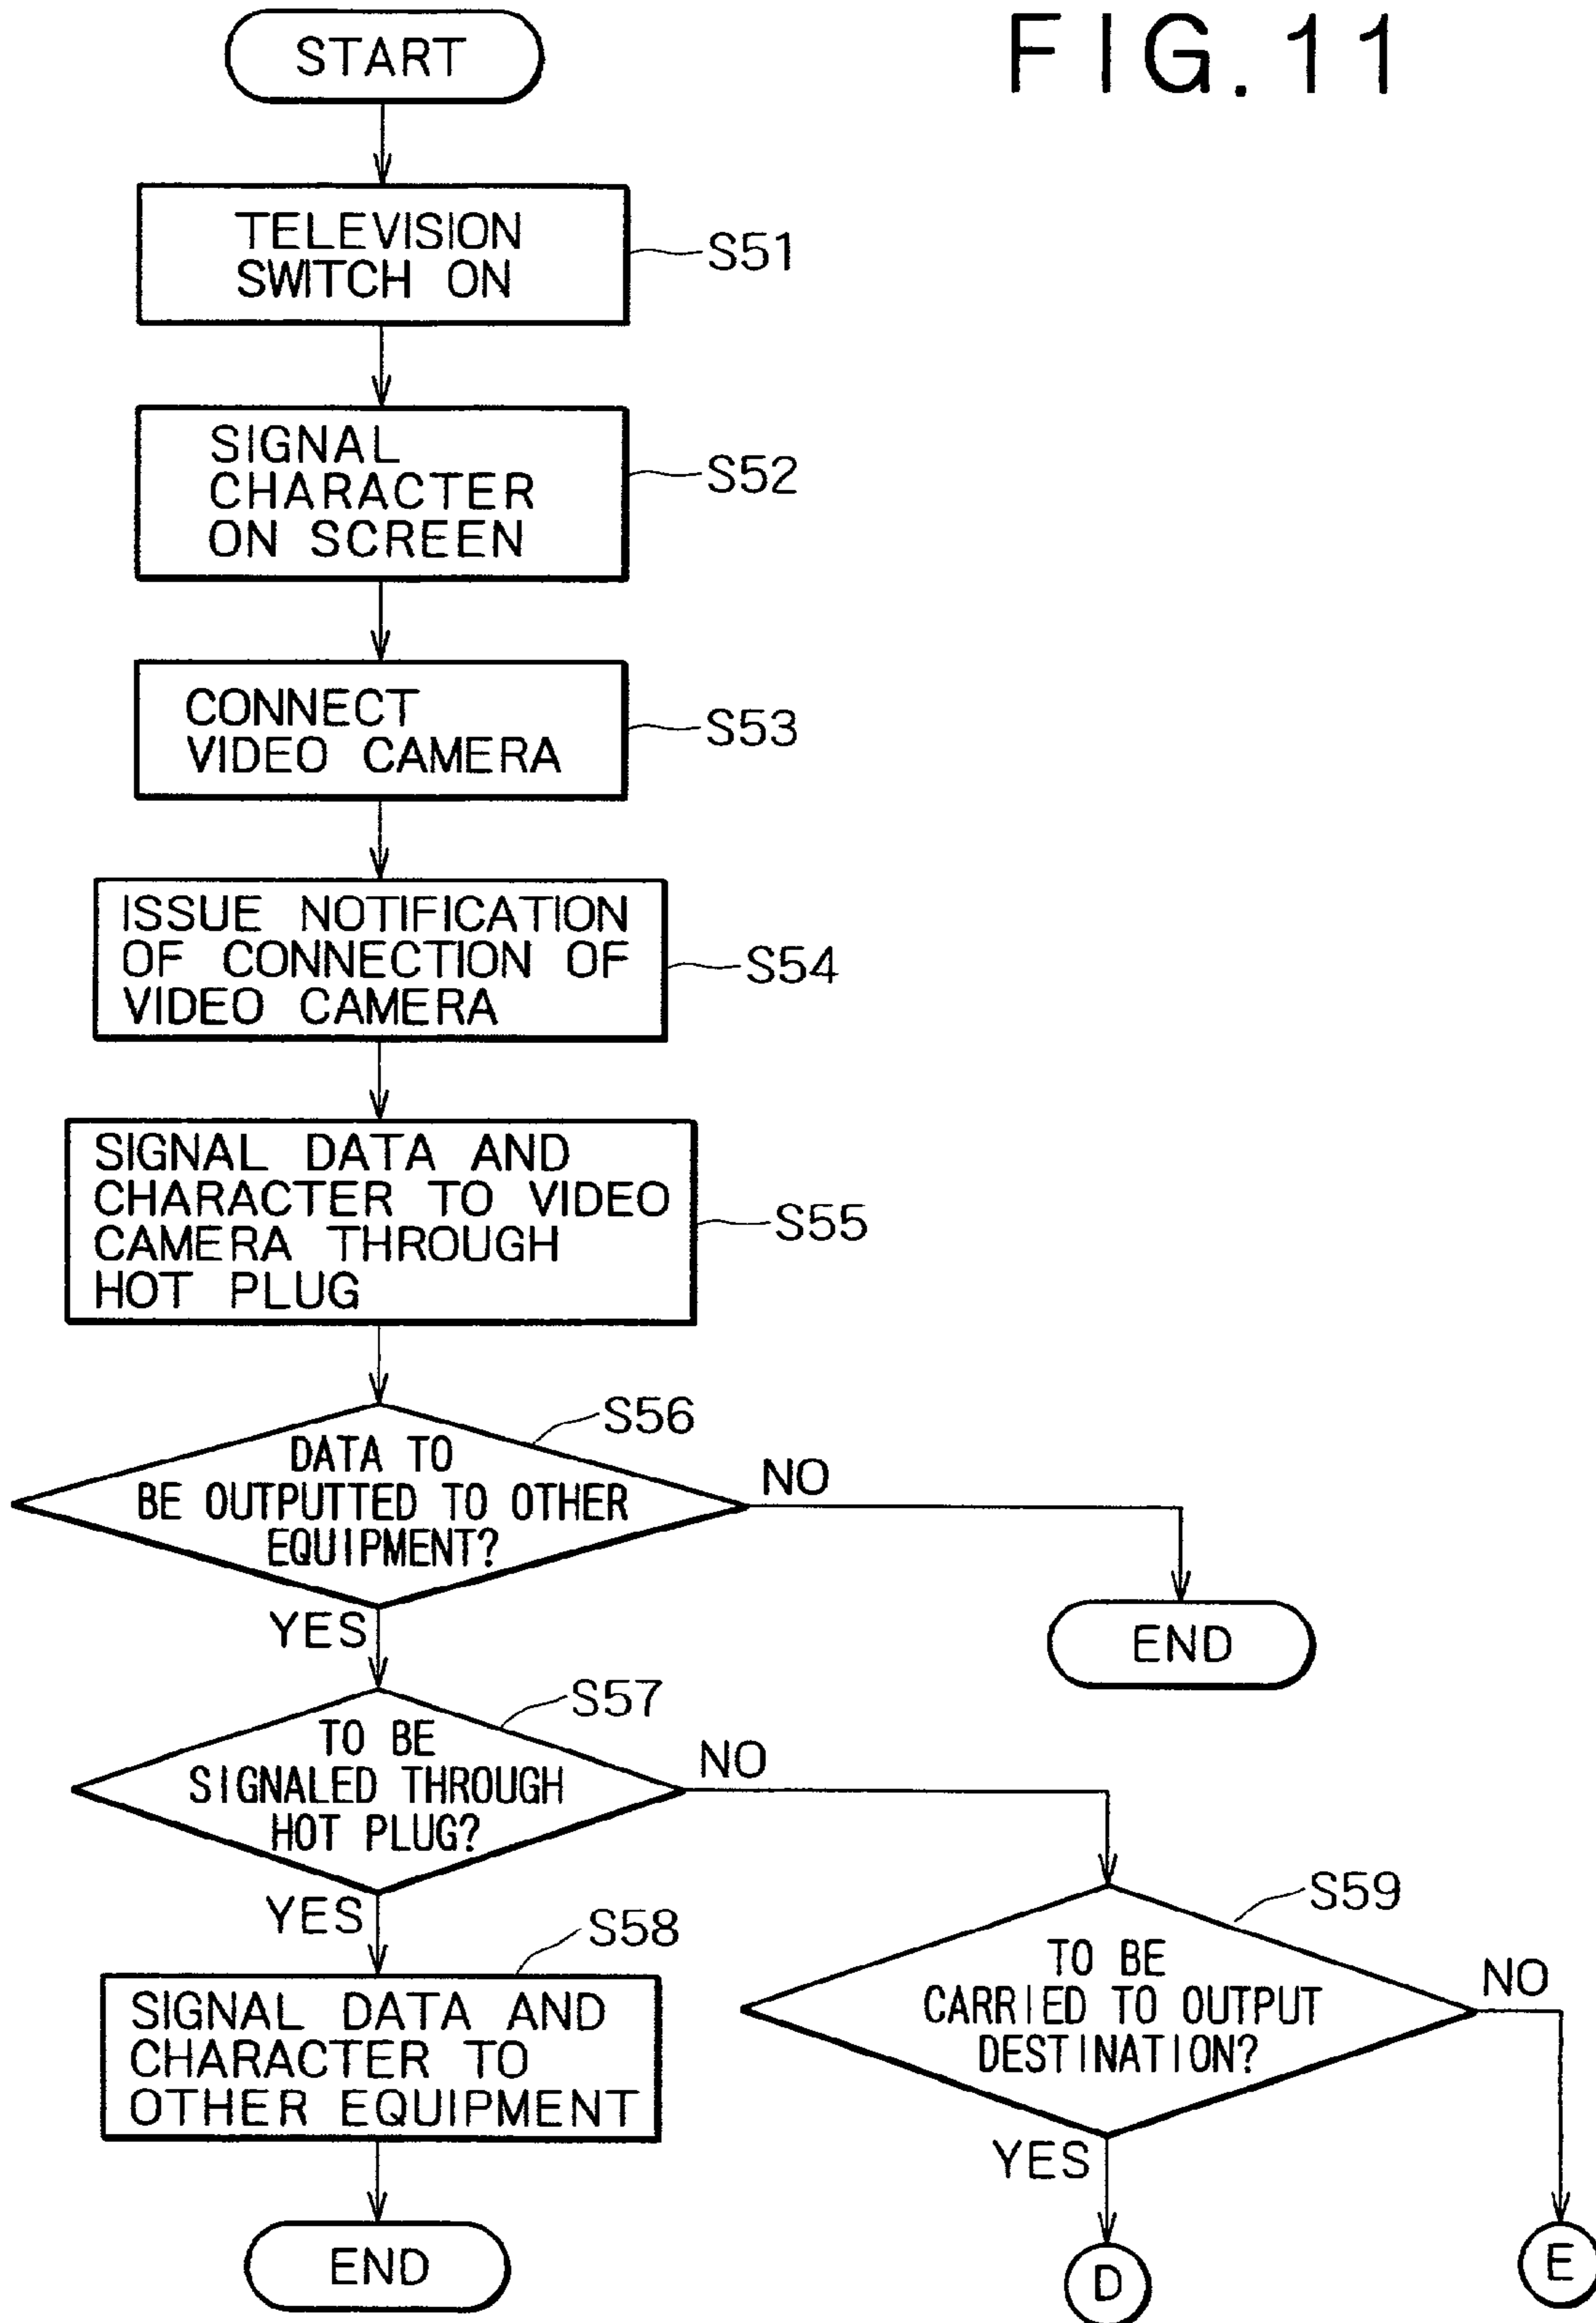 FIG.11
START
TELEVISION
SWITCH ON
S51
SIGNAL
CHARACTER
ON SCREEN
S52
CONNECT
VIDEO CAMERA
S53
ISSUE NOTIFICATION
OF CONNECTION OF
VIDEO CAMERA
S54
SIGNAL DATA AND
CHARACTER TO VIDEO
CAMERA THROUGH
HOT PLUG
S55
S56
DATA TO
BE OUTPUTTED TO OTHER
EQUIPMENT?
NO
END
YES
S57
TO BE
SIGNALED THROUGH
HOT PLUG?
NO
YES
S58
SIGNAL DATA AND
CHARACTER TO
OTHER EQUIPMENT
END
S59
TO BE
CARRIED TO OUTPUT
DESTINATION?
NO
YES
D
E